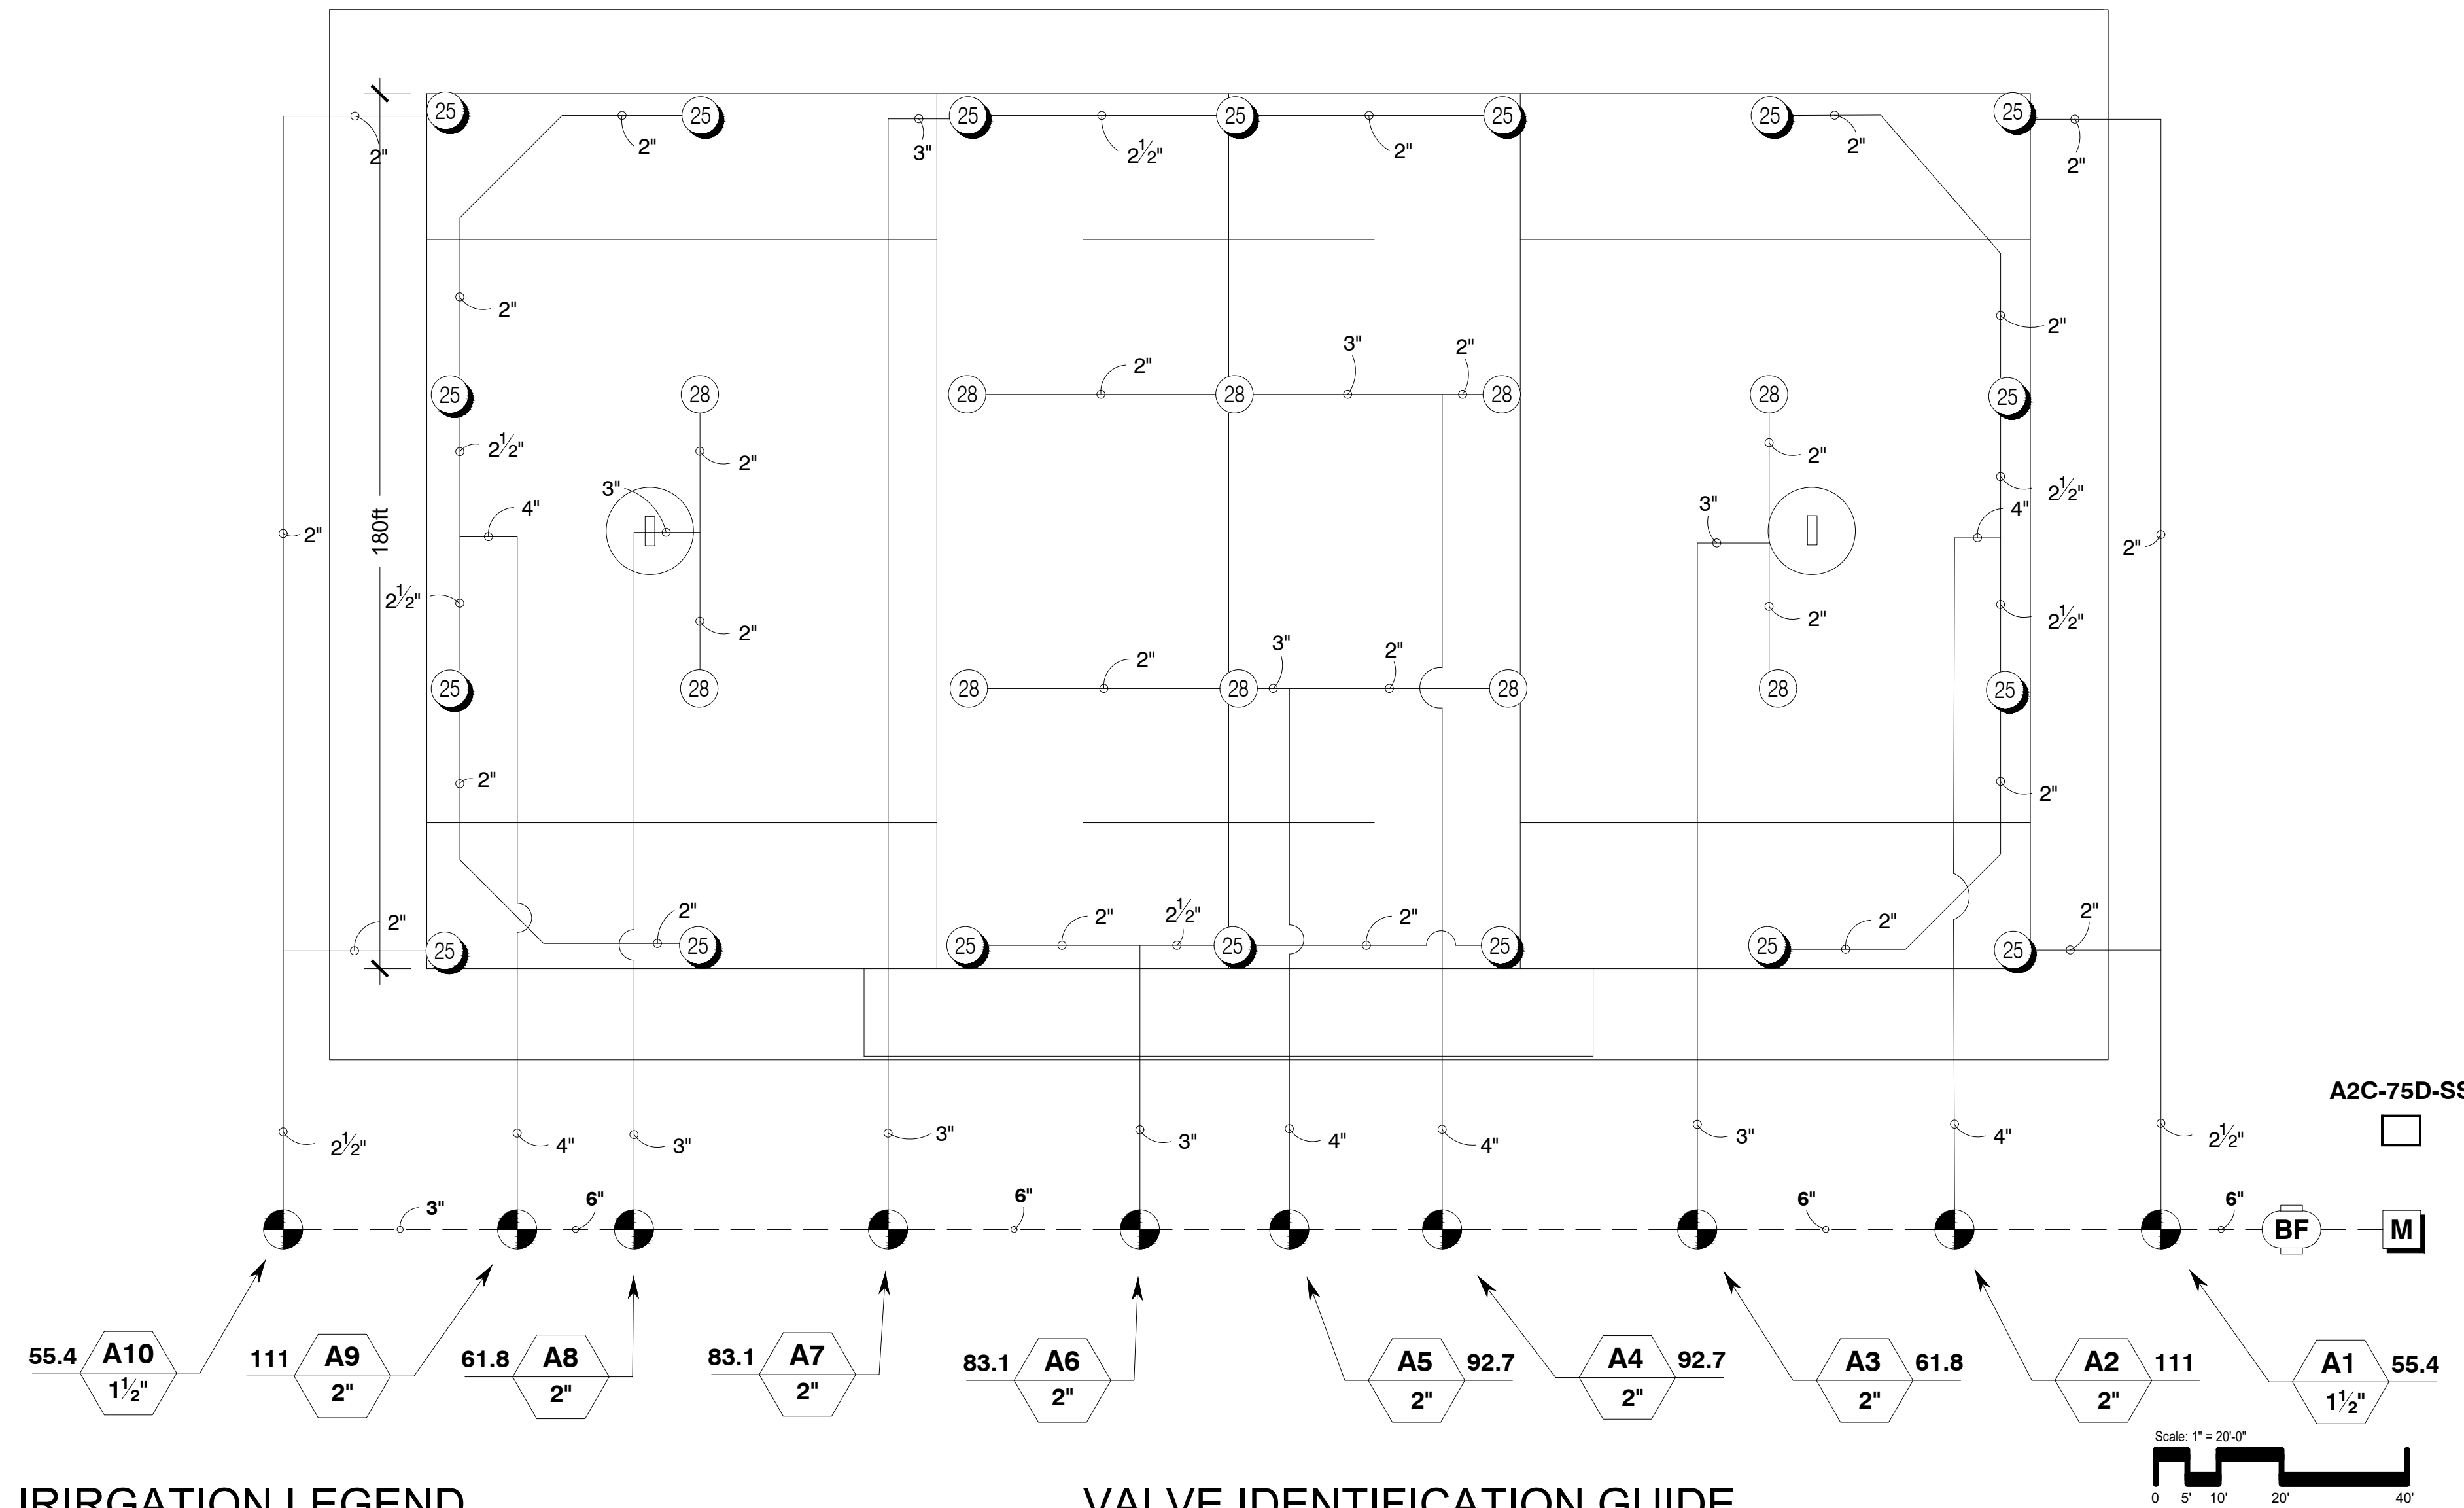 25 25 25 25 25 25 25
2" 2" 3" 2½" 2" 2" 2"
2" 2"
3" 2"
2"
25 28 28 28 28 28 25
2½" 2" 2" 2½"
3" 4" 3" 4"
2" 180ft 2"
2½" 2" 2" 2½"
2" 3" 2"
25 28 28 28 28 28 25
2" 2"
2" 2" 2" 2½" 2" 2" 2"
25 25 25 25 25 25 25
A2C-75D-SS
2½" 4" 3" 3" 3" 4" 4" 3" 4" 2½"
3" 6" 6" 6" 6"
BF M
55.4 A10 111 A9 61.8 A8 83.1 A7 83.1 A6 A5 92.7 A4 92.7 A3 61.8 A2 111 A1 55.4
1½" 2" 2" 2" 2" 2" 2" 2" 2" 1½"
Scale: 1" = 20'-0"
0 5' 10' 20' 40'
IRIRGATION LEGEND VALVE IDENTIFICATION GUIDE